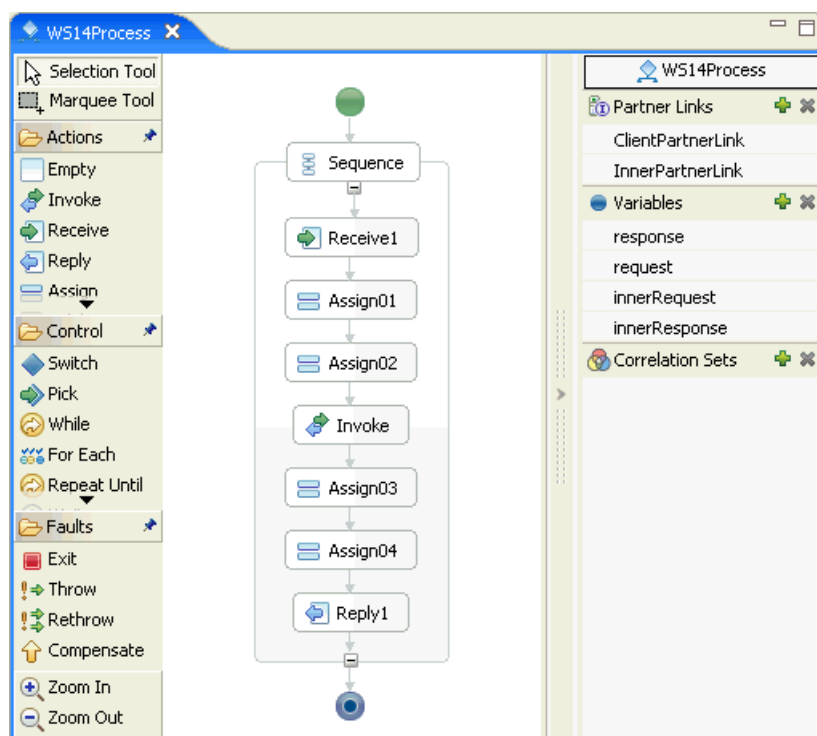 WS14Process
Selection Tool
Marquee Tool
Actions
Empty
Invoke
Receive
Reply
Assign
Control
Switch
Pick
While
For Each
Repeat Until
Faults
Exit
Throw
Rethrow
Compensate
Zoom In
Zoom Out
Sequence
Receive1
Assign01
Assign02
Invoke
Assign03
Assign04
Reply1
WS14Process
Partner Links
ClientPartnerLink
InnerPartnerLink
Variables
response
request
innerRequest
innerResponse
Correlation Sets